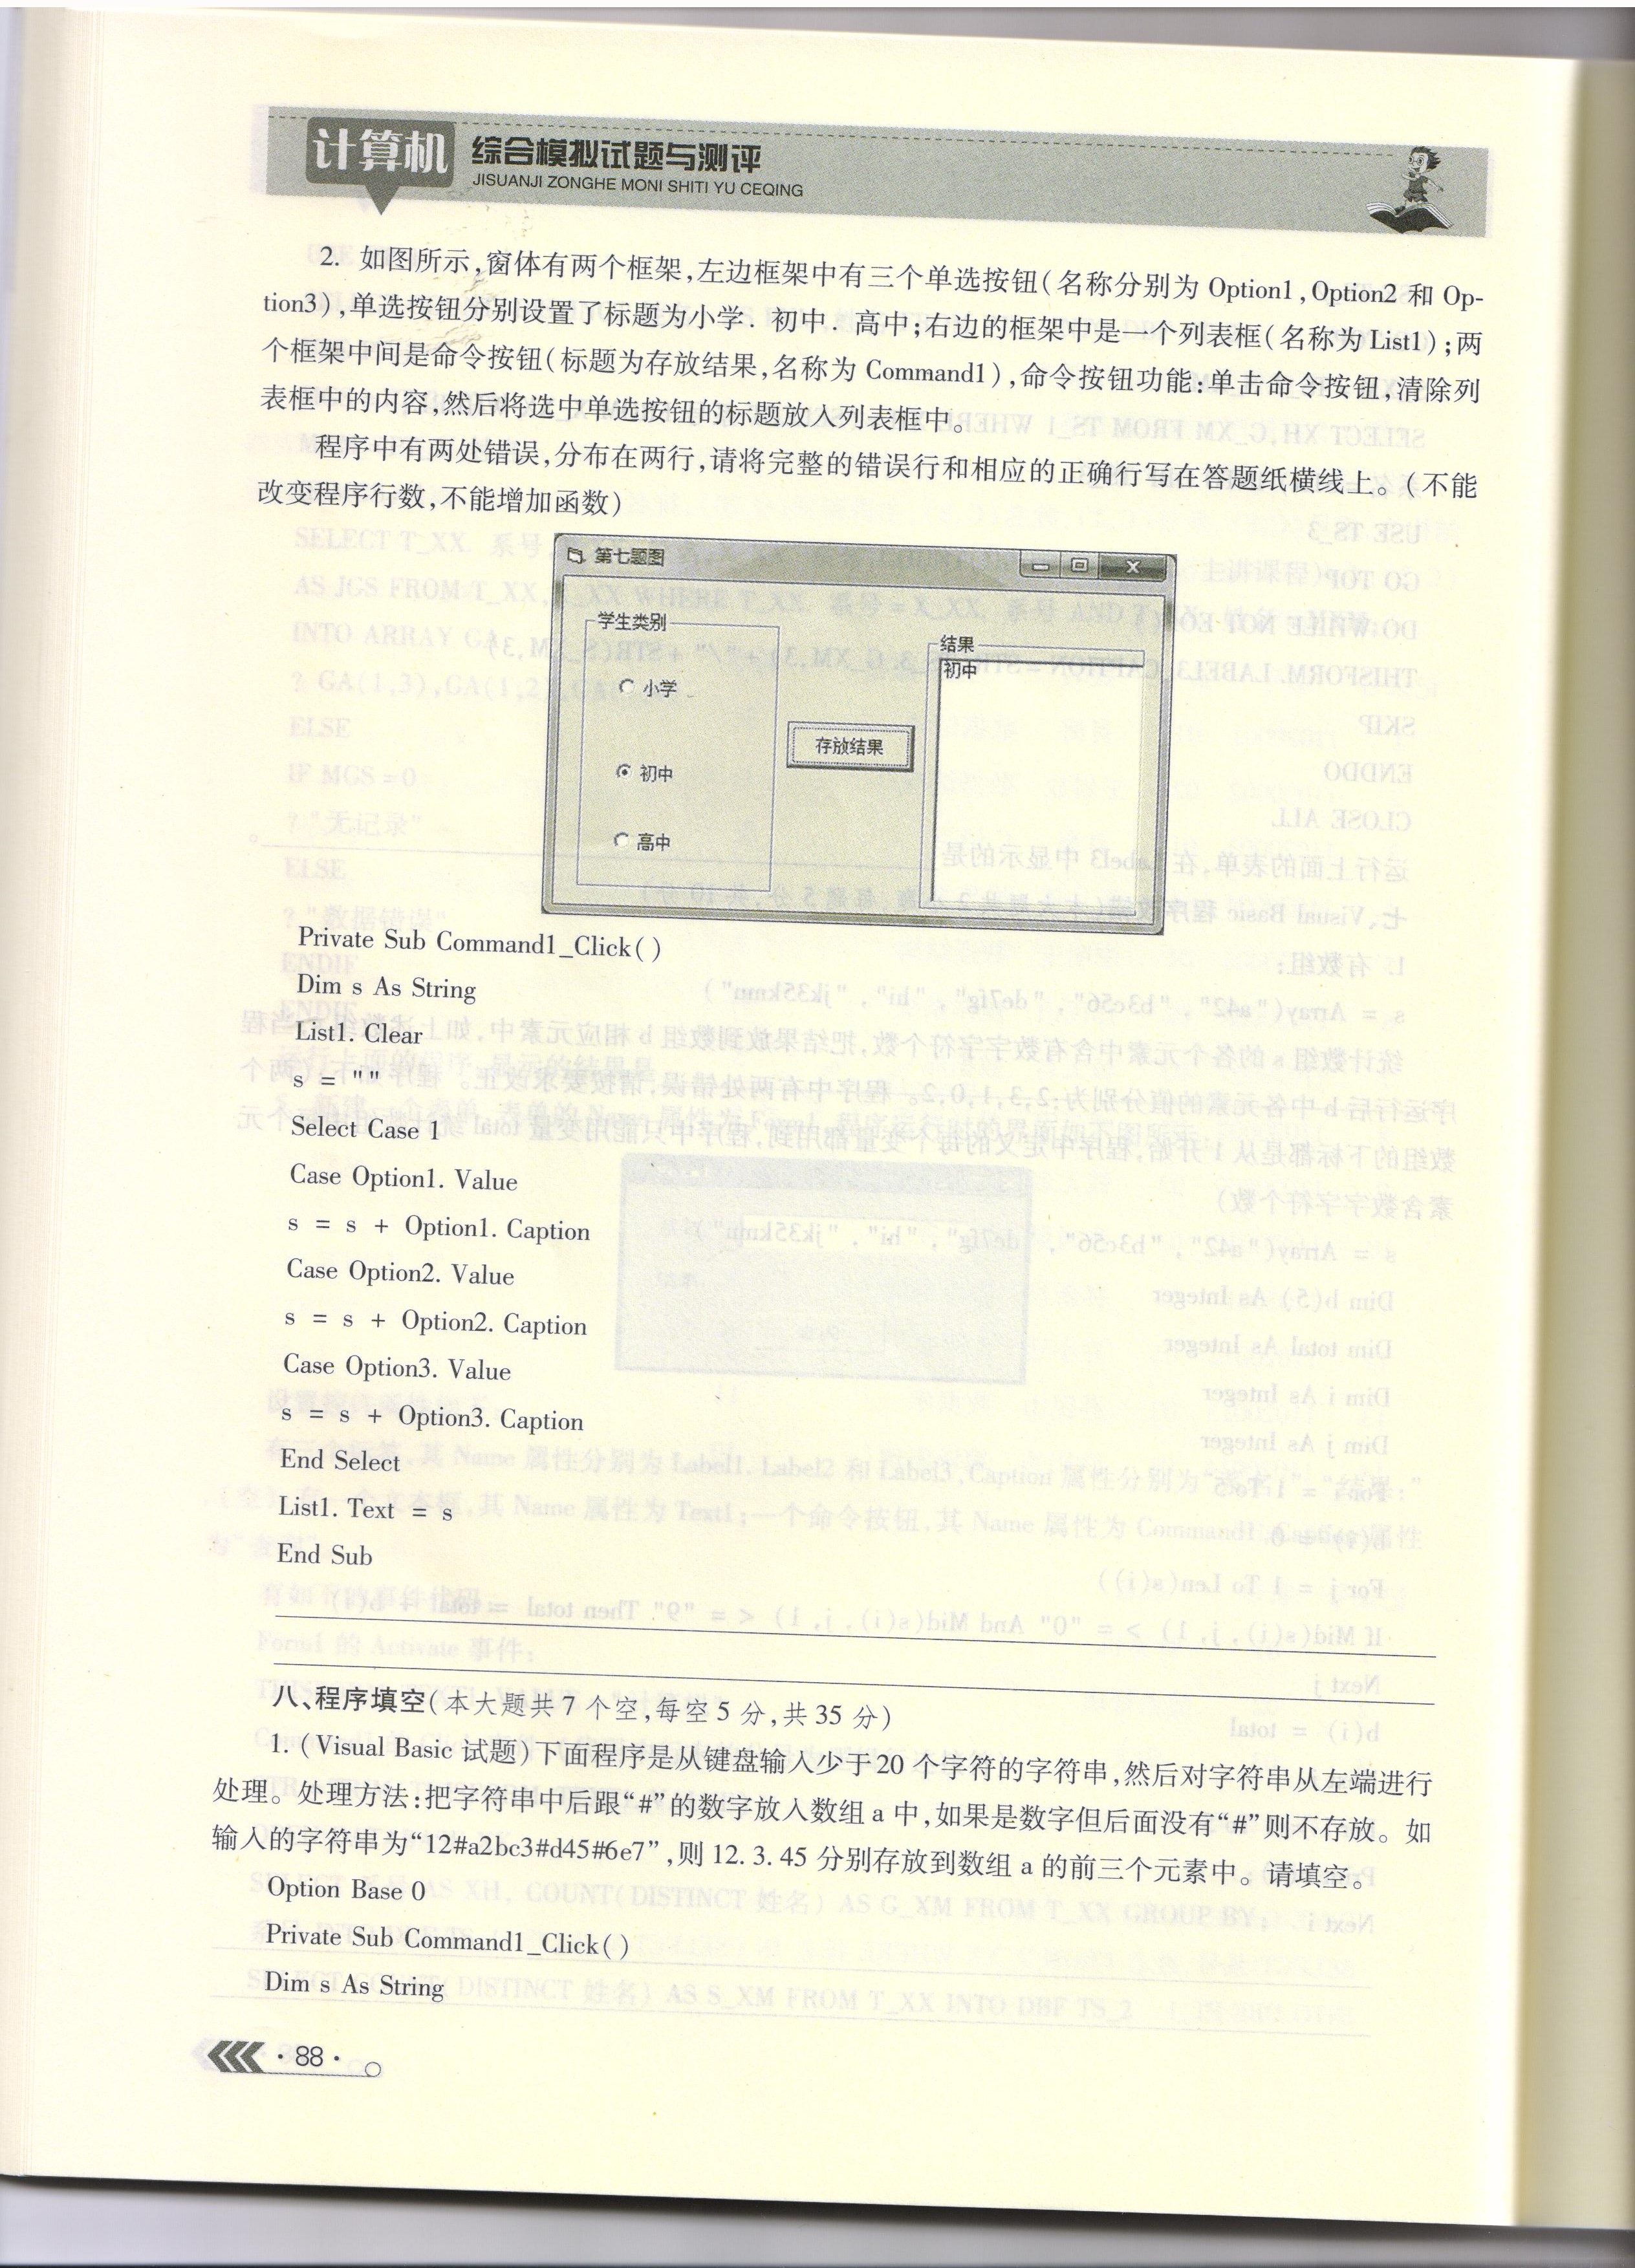 计算机 综合模拟试题与测评
JISUANJI ZONGHE MONI SHITI YU CEQING
2. 如图所示,窗体有两个框架,左边框架中有三个单选按钮(名称分别为 Option1,Option2 和 Op-
tion3),单选按钮分别设置了标题为小学. 初中. 高中;右边的框架中是一个列表框(名称为 List1);两
个框架中间是命令按钮(标题为存放结果,名称为 Command1),命令按钮功能:单击命令按钮,清除列
表框中的内容,然后将选中单选按钮的标题放入列表框中。
程序中有两处错误,分布在两行,请将完整的错误行和相应的正确行写在答题纸横线上。(不能
改变程序行数,不能增加函数)
第七题图
学生类别
结果
初中
小学
存放结果
初中
高中
Private Sub Command1_Click( )
Dim s As String
List1. Clear
s = " "
Select Case 1
Case Option1. Value
s = s + Option1. Caption
Case Option2. Value
s = s + Option2. Caption
Case Option3. Value
s = s + Option3. Caption
End Select
List1. Text = s
End Sub
八、程序填空(本大题共 7 个空,每空 5 分,共 35 分)
1. (Visual Basic 试题)下面程序是从键盘输入少于 20 个字符的字符串,然后对字符串从左端进行
处理。处理方法:把字符串中后跟“#”的数字放入数组 a 中,如果是数字但后面没有“#”则不存放。如
输入的字符串为“12#a2bc3#d45#6e7”,则 12. 3. 45 分别存放到数组 a 的前三个元素中。请填空。
Option Base 0
Private Sub Command1_Click( )
Dim s As String
· 88 ·